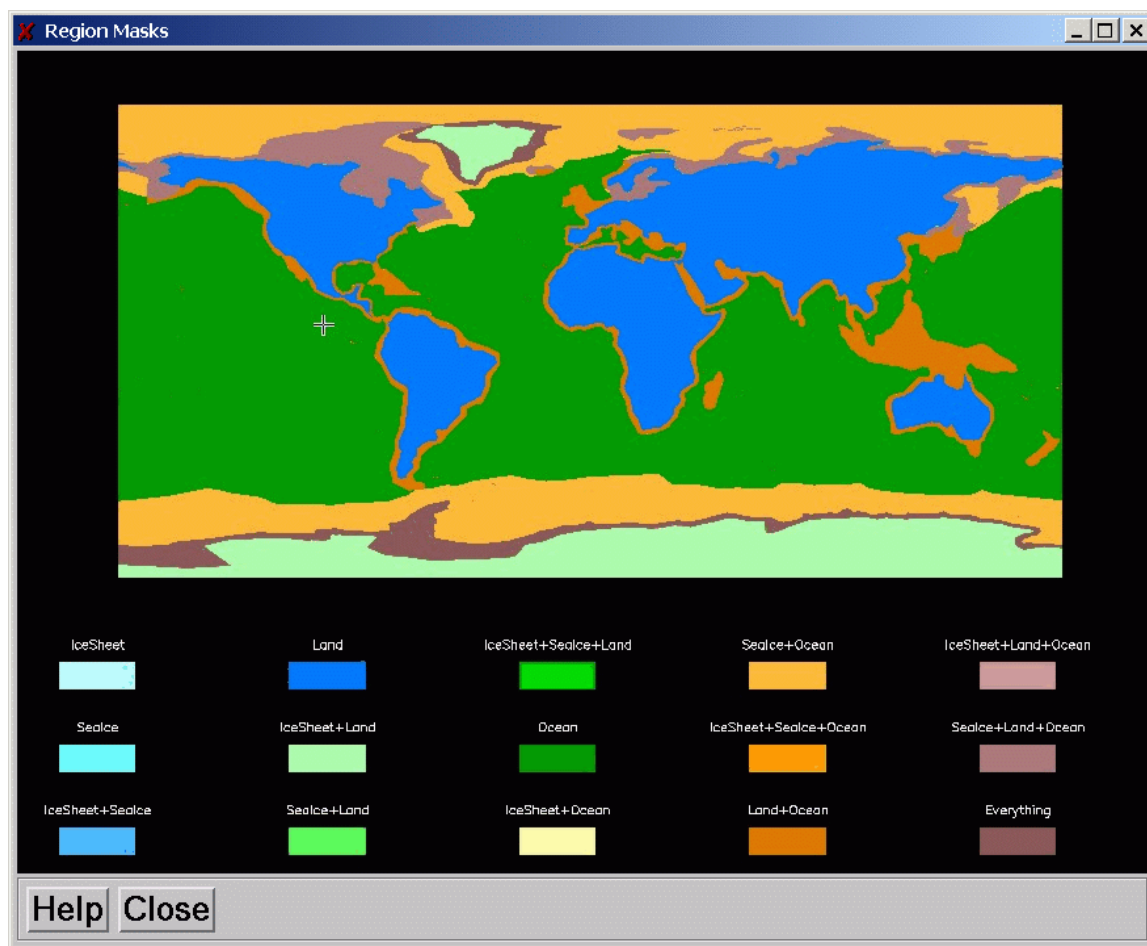 Region Masks
IceSheet Land IceSheet+SeaIce+Land SeaIce+Ocean IceSheet+Land+Ocean
SeaIce IceSheet+Land Ocean IceSheet+SeaIce+Ocean SeaIce+Land+Ocean
IceSheet+SeaIce SeaIce+Land IceSheet+Ocean Land+Ocean Everything
Help Close